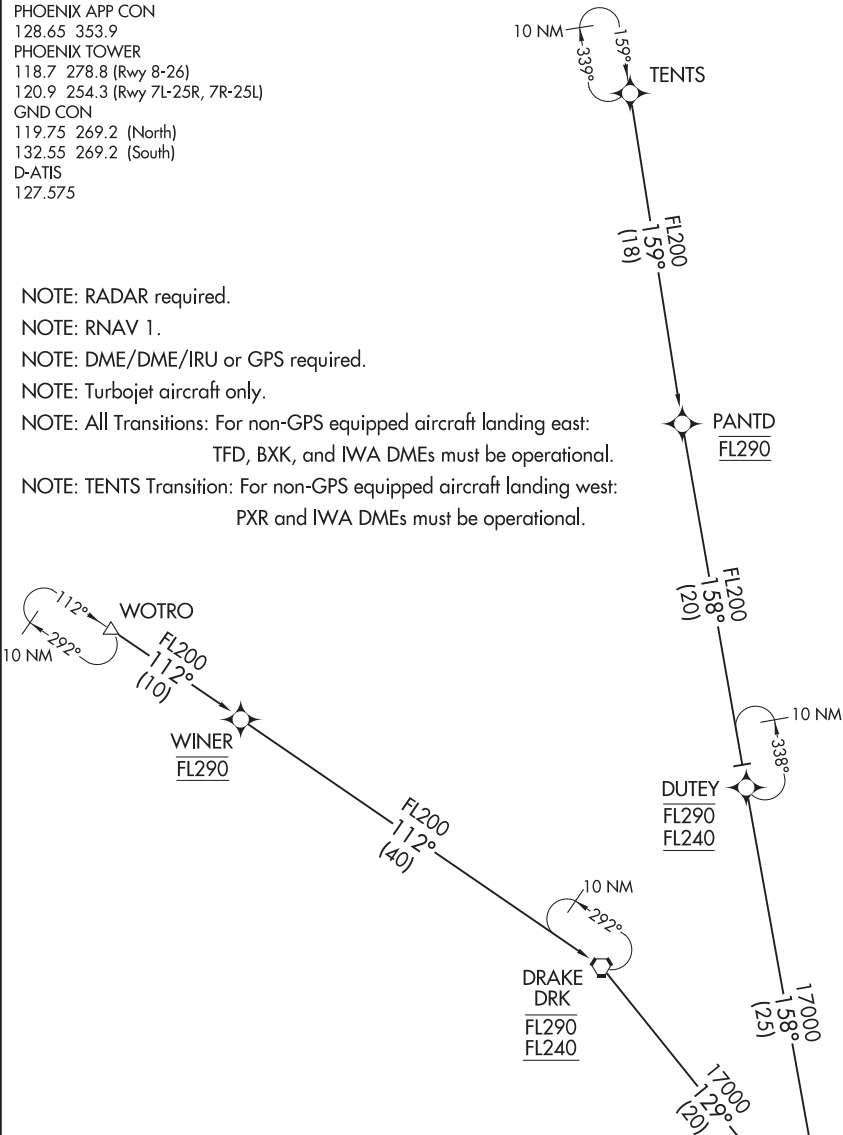 PHOENIX APP CON
128.65 353.9
PHOENIX TOWER
118.7 278.8 (Rwy 8-26)
120.9 254.3 (Rwy 7L-25R, 7R-25L)
GND CON
119.75 269.2 (North)
132.55 269.2 (South)
D-ATIS
127.575
10 NM
159°
339°
TENTS
FL200
159°
(18)
NOTE: RADAR required.
NOTE: RNAV 1.
NOTE: DME/DME/IRU or GPS required.
NOTE: Turbojet aircraft only.
NOTE: All Transitions: For non-GPS equipped aircraft landing east:
TFD, BXK, and IWA DMEs must be operational.
NOTE: TENTS Transition: For non-GPS equipped aircraft landing west:
PXR and IWA DMEs must be operational.
PANTD
FL290
FL200
158°
(20)
112°
292°
10 NM
WOTRO
FL200
112°
(10)
WINER
FL290
10 NM
338°
DUTEY
FL290
FL240
FL200
112°
(40)
10 NM
292°
DRAKE
DRK
FL290
FL240
17000
158°
(25)
17000
129°
(20)